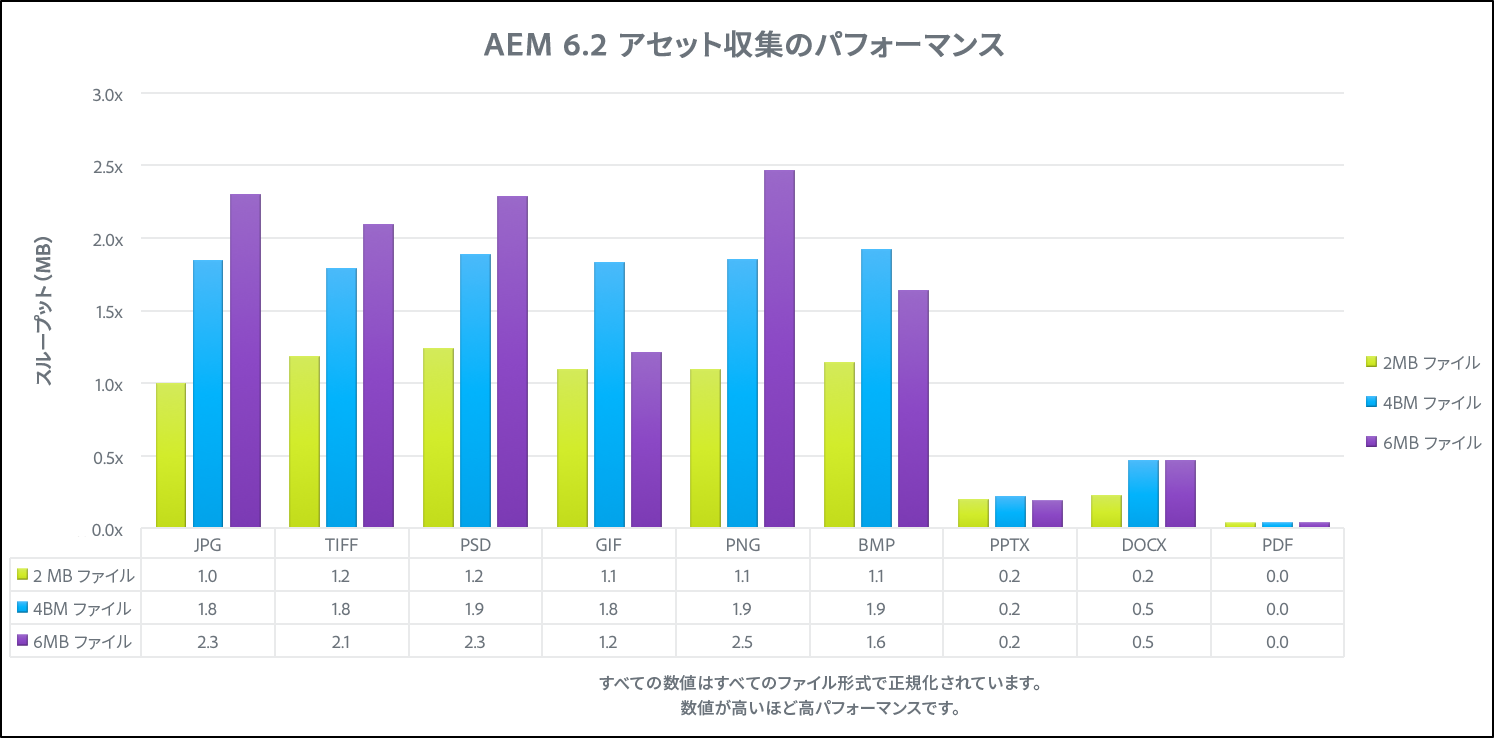 AEM 6.2 アセット収集のパフォーマンス
3.0x
2.5x
2.0x
1.5x
1.0x
0.5x
0.0x
スループット (MB)
2MB ファイル
4BM ファイル
6MB ファイル
JPG TIFF PSD GIF PNG BMP PPTX DOCX PDF
2 MB ファイル 1.0 1.2 1.2 1.1 1.1 1.1 0.2 0.2 0.0
4BM ファイル 1.8 1.8 1.9 1.8 1.9 1.9 0.2 0.5 0.0
6MB ファイル 2.3 2.1 2.3 1.2 2.5 1.6 0.2 0.5 0.0
すべての数値はすべてのファイル形式で正規化されています。
数値が高いほど高パフォーマンスです。